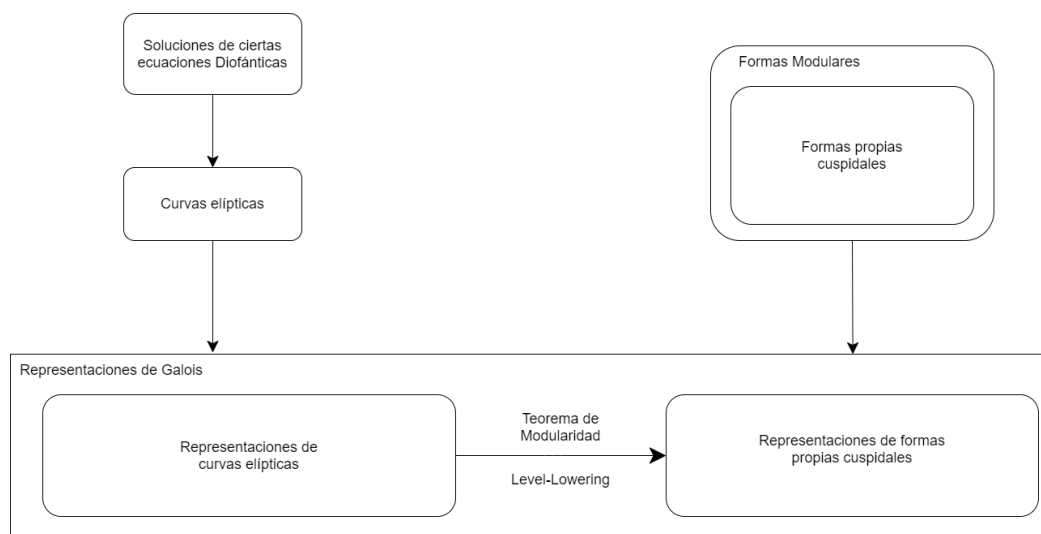 Soluciones de ciertas
ecuaciones Diofánticas
Formas Modulares
Formas propias
cuspidales
Curvas elípticas
Representaciones de Galois
Representaciones de
curvas elípticas
Teorema de
Modularidad
Level-Lowering
Representaciones de formas
propias cuspidales